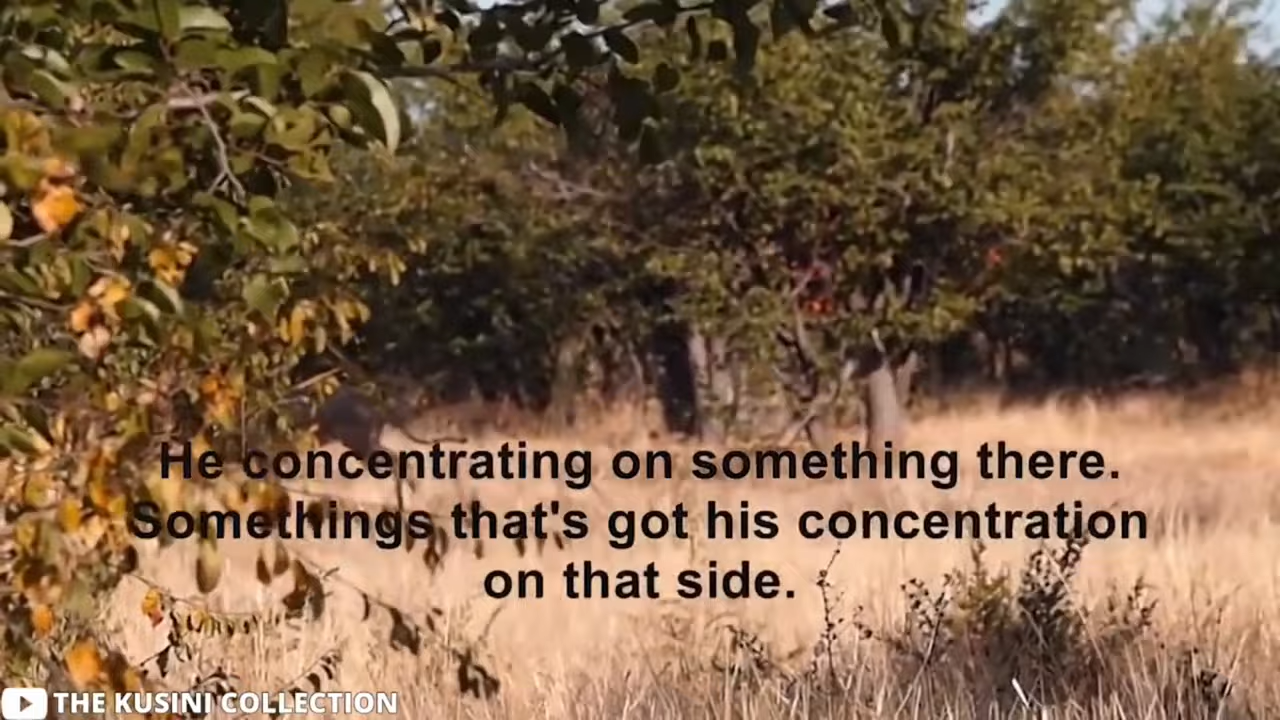 He concentrating on something there.
Somethings that's got his concentration
on that side.
THE KUSINI COLLECTION